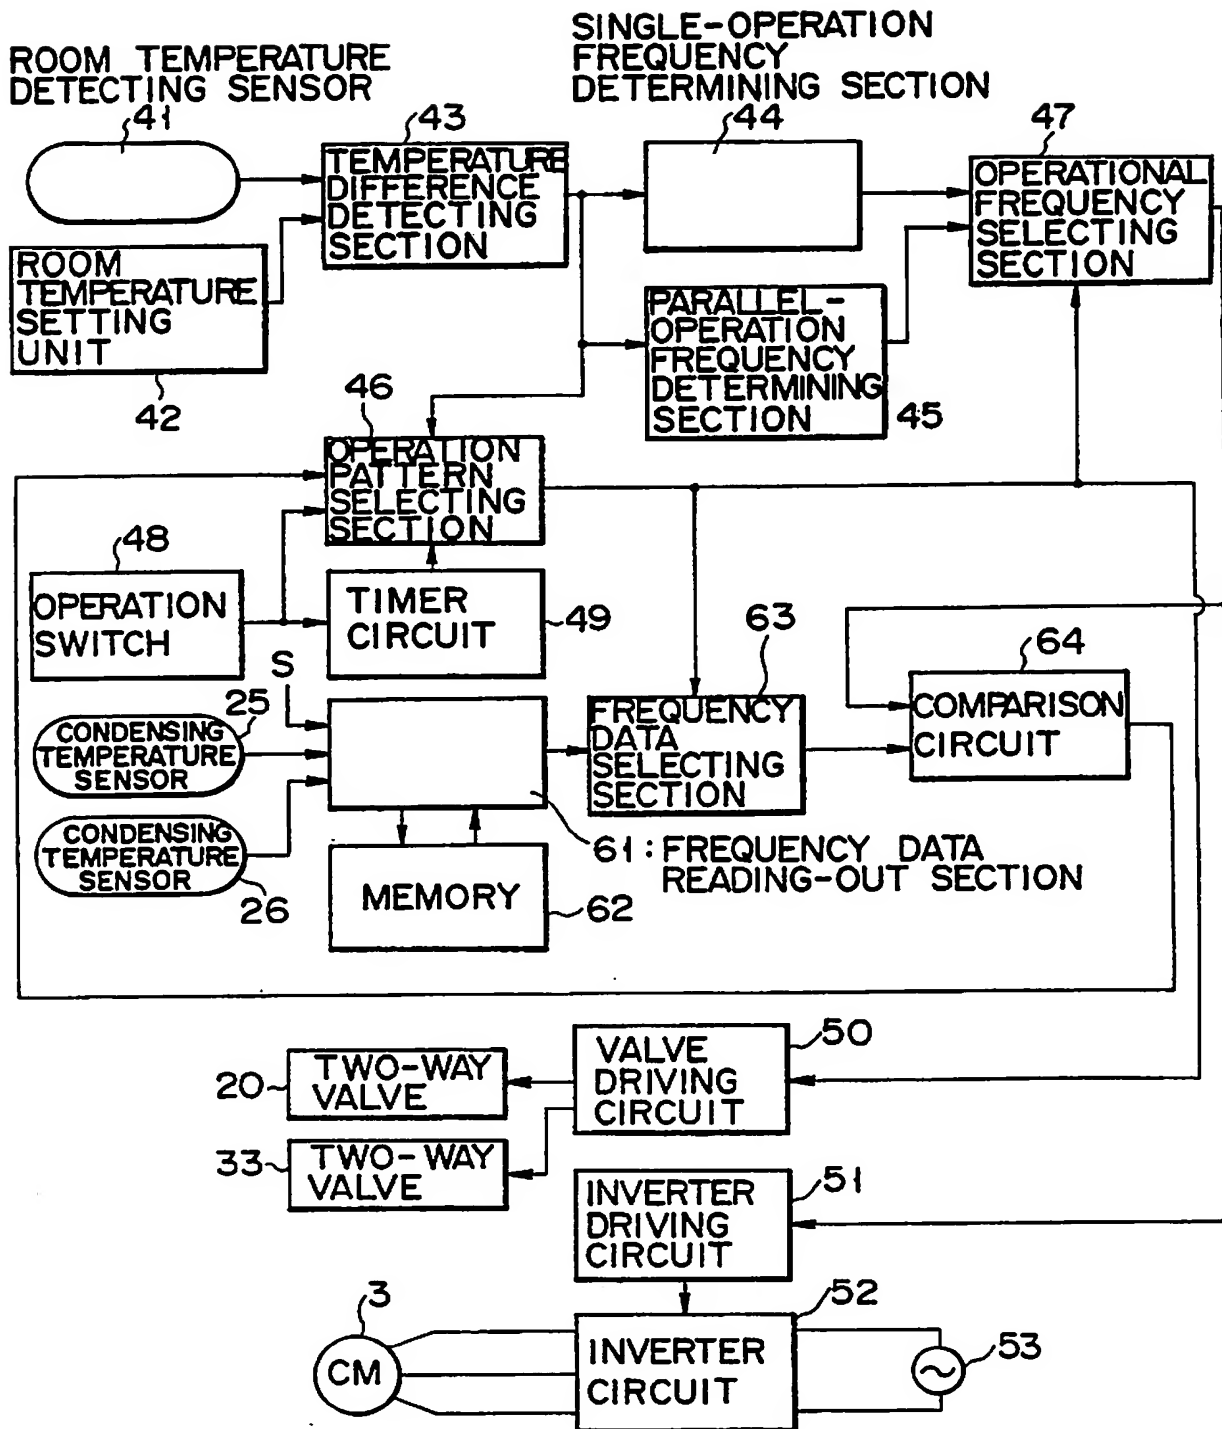 ROOM TEMPERATURE
DETECTING SENSOR
SINGLE-OPERATION
FREQUENCY
DETERMINING SECTION
41
43
44
47
TEMPERATURE
DIFFERENCE
DETECTING
SECTION
OPERATIONAL
FREQUENCY
SELECTING
SECTION
ROOM
TEMPERATURE
SETTING
UNIT
42
PARALLEL-
OPERATION
FREQUENCY
DETERMINING
SECTION
45
46
OPERATION
PATTERN
SELECTING
SECTION
48
OPERATION
SWITCH
TIMER
CIRCUIT
49
63
64
S
25
CONDENSING
TEMPERATURE
SENSOR
FREQUENCY
DATA
SELECTING
SECTION
COMPARISON
CIRCUIT
CONDENSING
TEMPERATURE
SENSOR
26
61: FREQUENCY DATA
READING-OUT SECTION
MEMORY
62
50
VALVE
DRIVING
CIRCUIT
20
TWO-WAY
VALVE
33
TWO-WAY
VALVE
51
INVERTER
DRIVING
CIRCUIT
3
CM
52
INVERTER
CIRCUIT
53